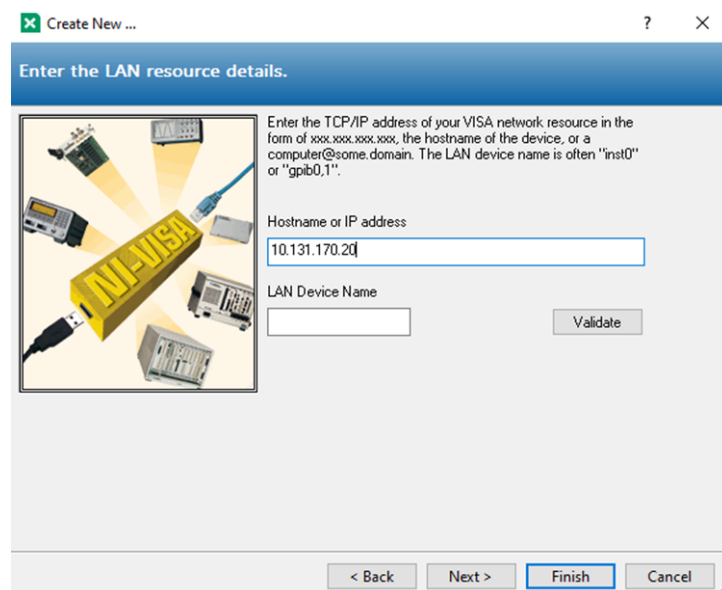 Create New ...
?
Enter the LAN resource details.
Enter the TCP/IP address of your VISA network resource in the
form of xxx.xxx.xxx.xxx, the hostname of the device, or a
computer@some.domain. The LAN device name is often "inst0"
or "gpib0,1".
NI-VISA
Hostname or IP address
10.131.170.20
LAN Device Name
Validate
< Back
Next >
Finish
Cancel